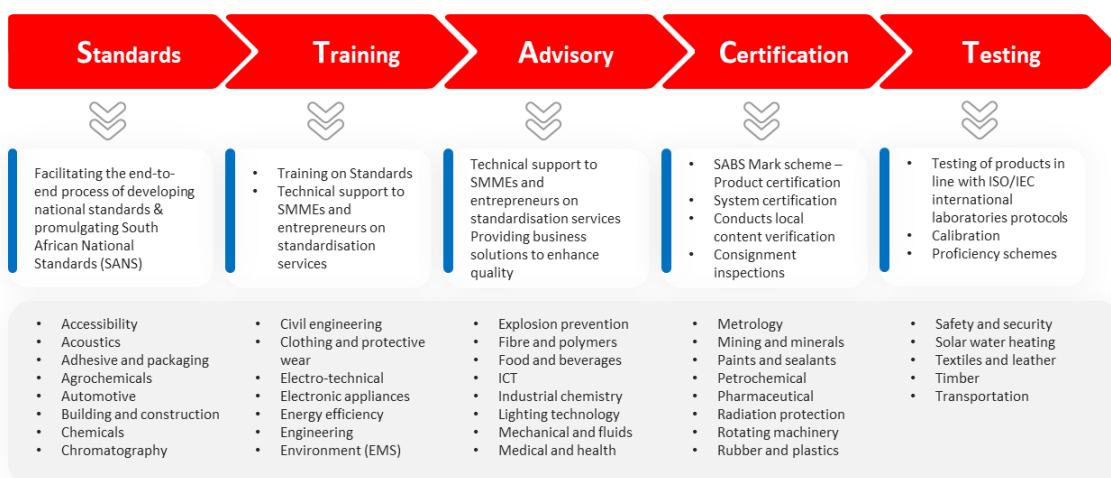 Standards
Training
Advisory
Certification
Testing
Facilitating the end-to-
end process of developing
national standards &
promulgating South
African National
Standards (SANS)
• Training on Standards
• Technical support to
SMMEs and
entrepreneurs on
standardisation
services
Technical support to
SMMEs and
entrepreneurs on
standardisation services
Providing business
solutions to enhance
quality
• SABS Mark scheme –
Product certification
• System certification
• Conducts local
content verification
• Consignment
inspections
• Testing of products in
line with ISO/IEC
international
laboratories protocols
• Calibration
• Proficiency schemes
• Accessibility
• Acoustics
• Adhesive and packaging
• Agrochemicals
• Automotive
• Building and construction
• Chemicals
• Chromatography
• Civil engineering
• Clothing and protective
wear
• Electro-technical
• Electronic appliances
• Energy efficiency
• Engineering
• Environment (EMS)
• Explosion prevention
• Fibre and polymers
• Food and beverages
• ICT
• Industrial chemistry
• Lighting technology
• Mechanical and fluids
• Medical and health
• Metrology
• Mining and minerals
• Paints and sealants
• Petrochemical
• Pharmaceutical
• Radiation protection
• Rotating machinery
• Rubber and plastics
• Safety and security
• Solar water heating
• Textiles and leather
• Timber
• Transportation